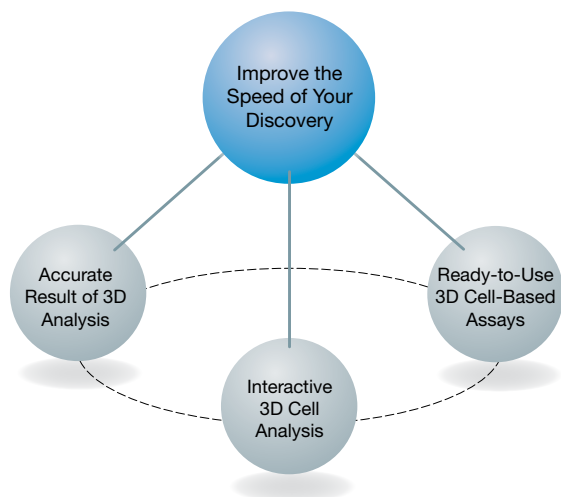 Improve the
Speed of Your
Discovery
Accurate
Result of 3D
Analysis
Ready-to-Use
3D Cell-Based
Assays
Interactive
3D Cell
Analysis